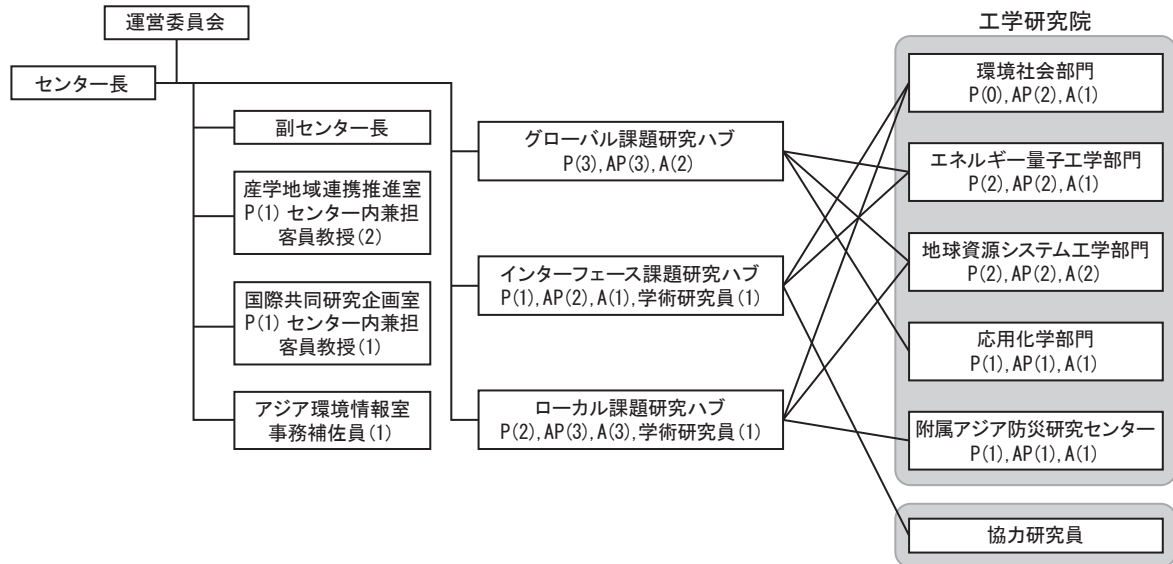 運営委員会
センター長
副センター長
産学地域連携推進室
P(1) センター内兼担
客員教授(2)
国際共同研究企画室
P(1) センター内兼担
客員教授(1)
アジア環境情報室
事務補佐員(1)
グローバル課題研究ハブ
P(3), AP(3), A(2)
インターフェース課題研究ハブ
P(1), AP(2), A(1), 学術研究員(1)
ローカル課題研究ハブ
P(2), AP(3), A(3), 学術研究員(1)
工学研究院
環境社会部門
P(0), AP(2), A(1)
エネルギー量子工学部門
P(2), AP(2), A(1)
地球資源システム工学部門
P(2), AP(2), A(2)
応用化学部門
P(1), AP(1), A(1)
附属アジア防災研究センター
P(1), AP(1), A(1)
協力研究員